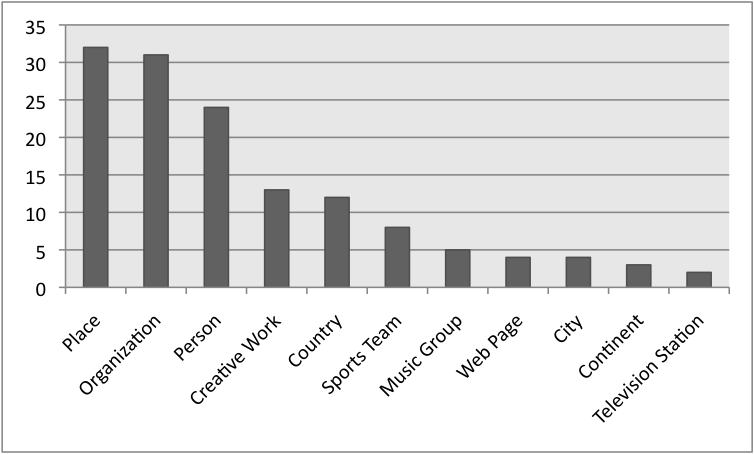 35
30
25
20
15
10
5
0
Place
Organization
Person
Creative Work
Country
Sports Team
Music Group
Web Page
City
Continent
Television Station